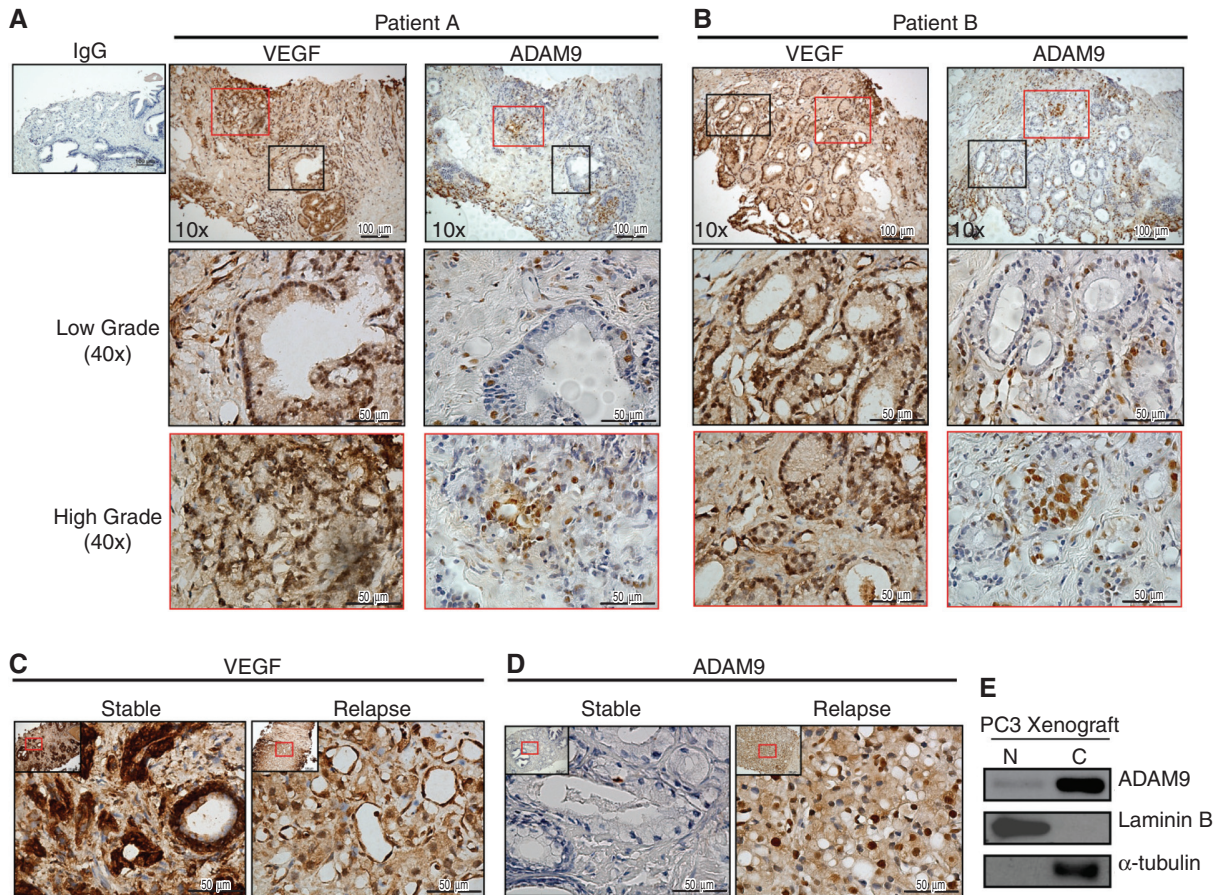 A
Patient A
IgG
VEGF
ADAM9
10x
100 µm
10x
100 µm
Low Grade
(40x)
50 µm
50 µm
High Grade
(40x)
50 µm
50 µm
B
Patient B
VEGF
ADAM9
10x
100 µm
10x
100 µm
50 µm
50 µm
50 µm
50 µm
C
VEGF
Stable
Relapse
50 µm
50 µm
D
ADAM9
Stable
Relapse
50 µm
50 µm
E
PC3 Xenograft
N C
ADAM9
Laminin B
α-tubulin